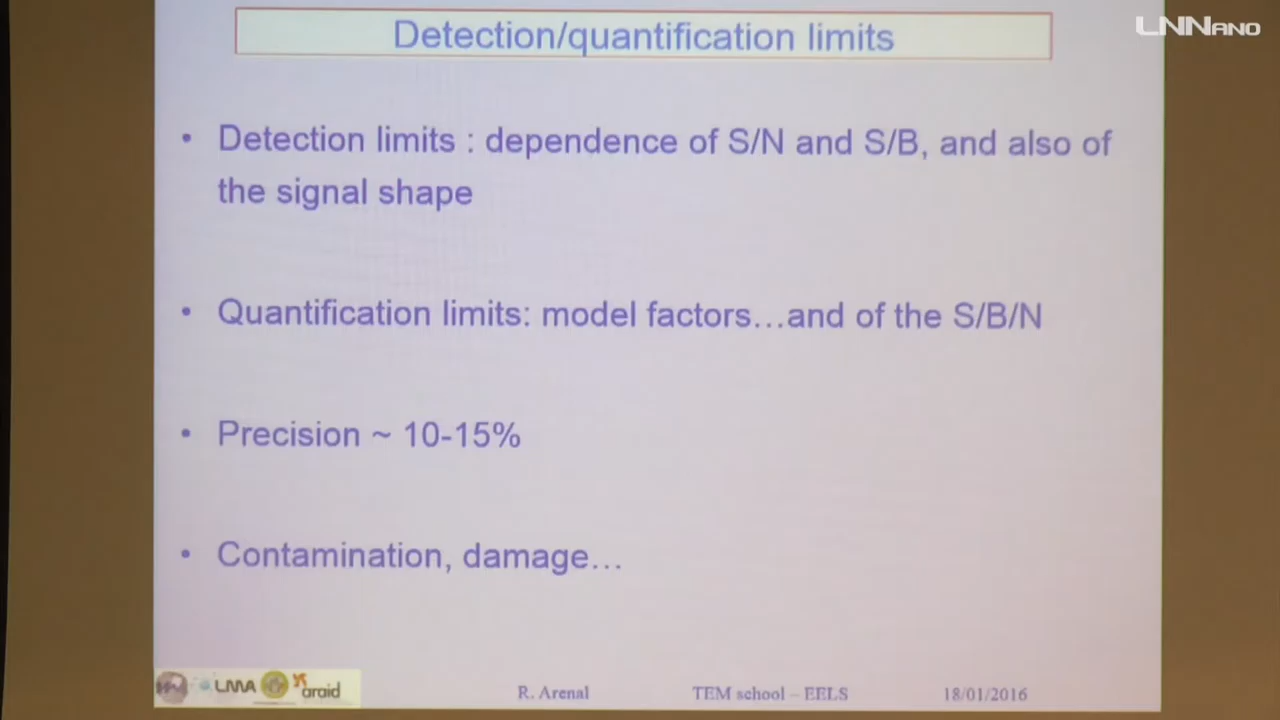 LNNANO
Detection/quantification limits
• Detection limits : dependence of S/N and S/B, and also of
the signal shape
• Quantification limits: model factors…and of the S/B/N
• Precision ~ 10-15%
• Contamination, damage…
LMA
araid
R. Arenal
TEM school – EELS
18/01/2016